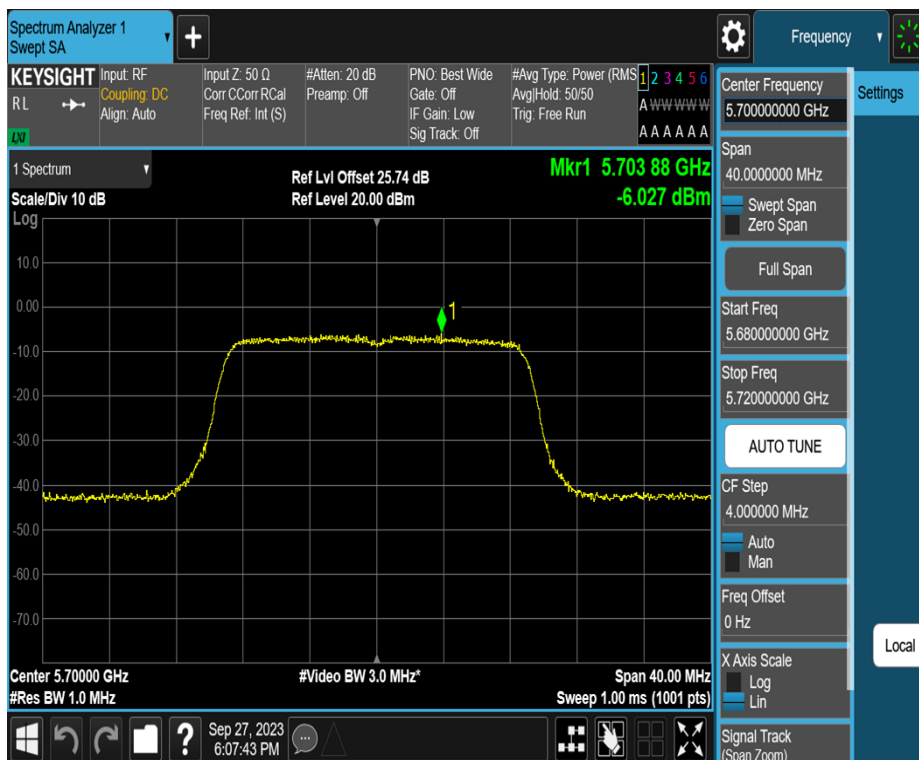 Spectrum Analyzer 1
Swept SA
+
Frequency
KEYSIGHT
RL
LXI
Input: RF
Coupling: DC
Align: Auto
Input Z: 50 Ω
Corr CCorr RCal
Freq Ref: Int (S)
#Atten: 20 dB
Preamp: Off
PNO: Best Wide
Gate: Off
IF Gain: Low
Sig Track: Off
#Avg Type: Power (RMS
Avg|Hold: 50/50
Trig: Free Run
1 2 3 4 5 6
A W W W W W
A A A A A A
1 Spectrum
Scale/Div 10 dB
Log
Ref Lvl Offset 25.74 dB
Ref Level 20.00 dBm
Mkr1 5.703 88 GHz
-6.027 dBm
1
10.0
0.00
-10.0
-20.0
-30.0
-40.0
-50.0
-60.0
-70.0
Center 5.70000 GHz
#Res BW 1.0 MHz
#Video BW 3.0 MHz*
Span 40.00 MHz
Sweep 1.00 ms (1001 pts)
Center Frequency
5.700000000 GHz
Span
40.0000000 MHz
Swept Span
Zero Span
Full Span
Start Freq
5.680000000 GHz
Stop Freq
5.720000000 GHz
AUTO TUNE
CF Step
4.000000 MHz
Auto
Man
Freq Offset
0 Hz
X Axis Scale
Log
Lin
Signal Track
(Span Zoom)
Settings
Local
?
Sep 27, 2023
6:07:43 PM